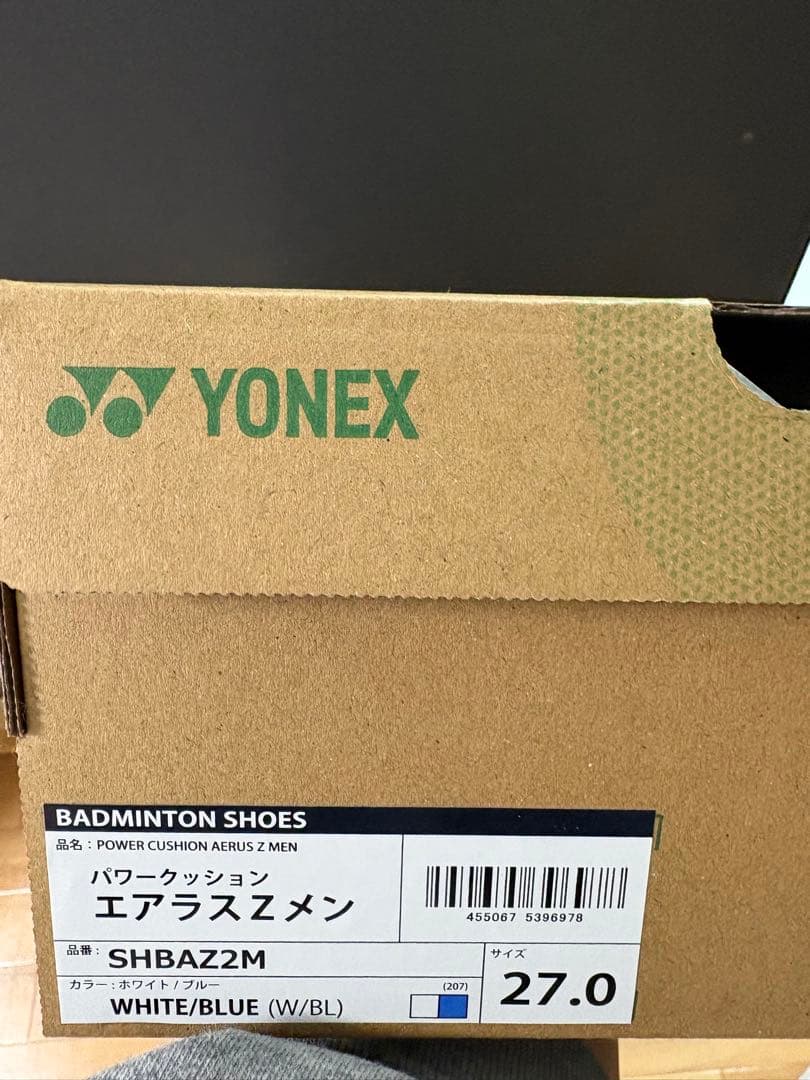 YONEX
BADMINTON SHOES
品名：POWER CUSHION AERUS Z MEN
パワークッション
エアラスZメン
455067 5396978
品番：SHBAZ2M
カラー：ホワイト / ブルー (207)
WHITE/BLUE (W/BL)
サイズ
27.0